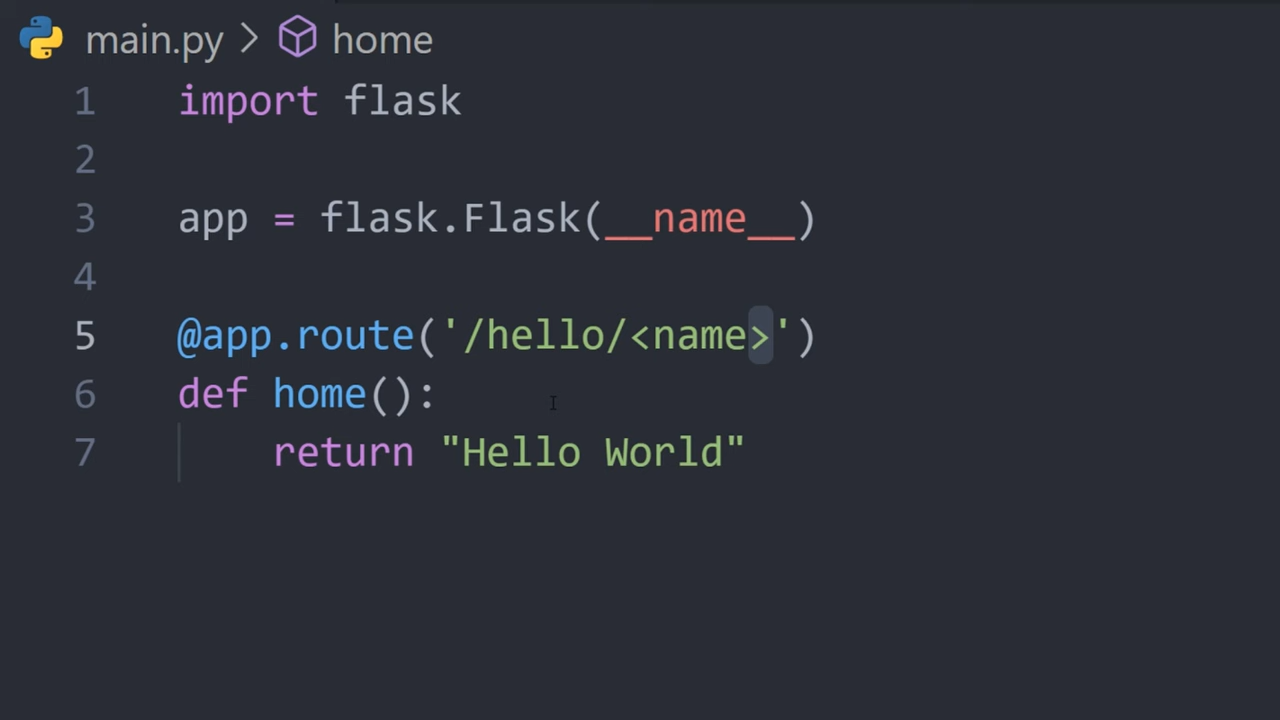 main.py > home
1 import flask
2
3 app = flask.Flask(__name__)
4
5 @app.route('/hello/<name>')
6 def home():
7     return "Hello World"